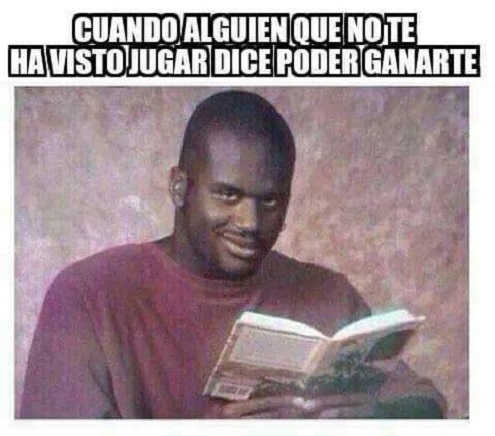 CUANDO ALGUIEN QUE NO TE
HA VISTO JUGAR DICE PODER GANARTE